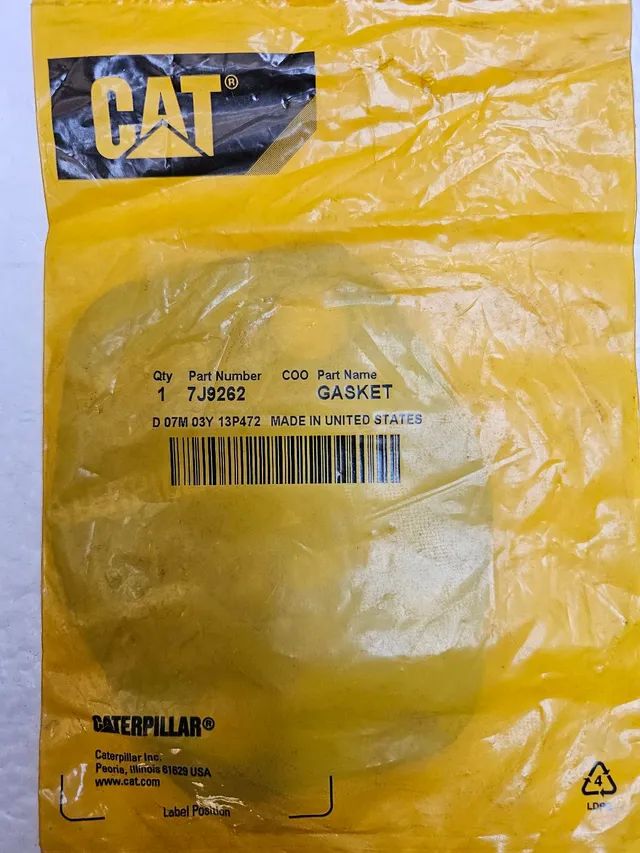 CAT®
Qty Part Number COO Part Name
1 7J9262 GASKET
D 07M 03Y 13P472 MADE IN UNITED STATES
CATERPILLAR®
Caterpillar Inc.
Peoria, Illinois 61629 USA
www.cat.com
Label Position
4